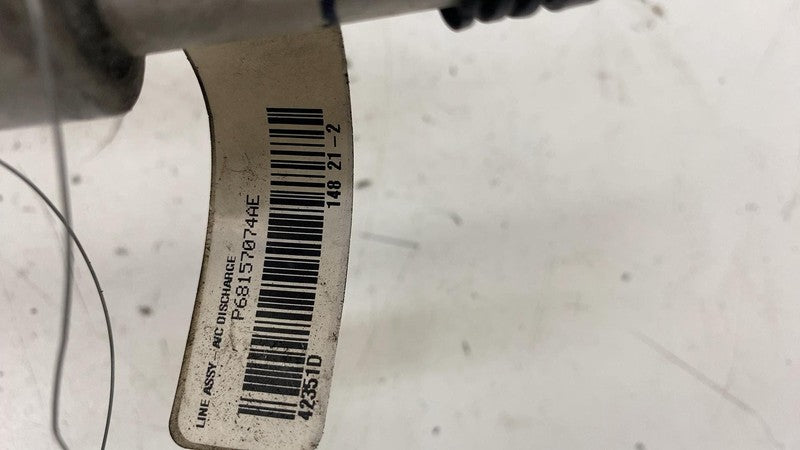 LINE ASSY - A/C DISCHARGE
P68157074AE
42351D 148 21-2